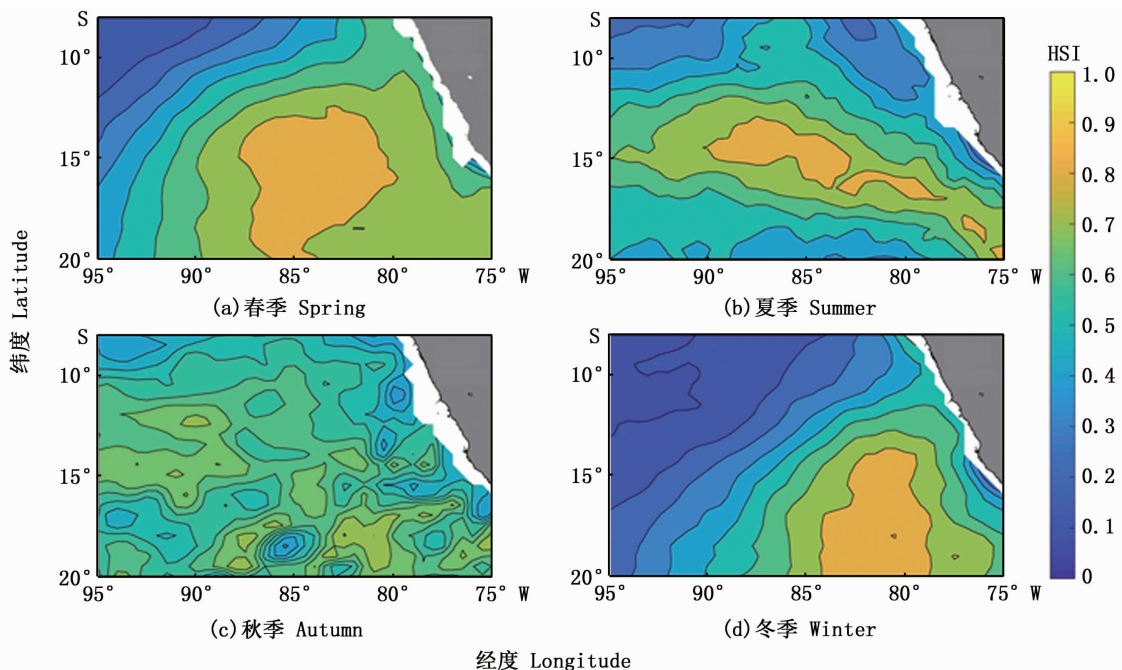 S
10°
15°
20°
95° 90° 85° 80° 75° W
(a)春季 Spring
S
10°
15°
20°
95° 90° 85° 80° 75° W
(b)夏季 Summer
S
10°
15°
20°
95° 90° 85° 80° 75° W
(c)秋季 Autumn
S
10°
15°
20°
95° 90° 85° 80° 75° W
(d)冬季 Winter
纬度 Latitude
经度 Longitude
HSI
1.0
0.9
0.8
0.7
0.6
0.5
0.4
0.3
0.2
0.1
0